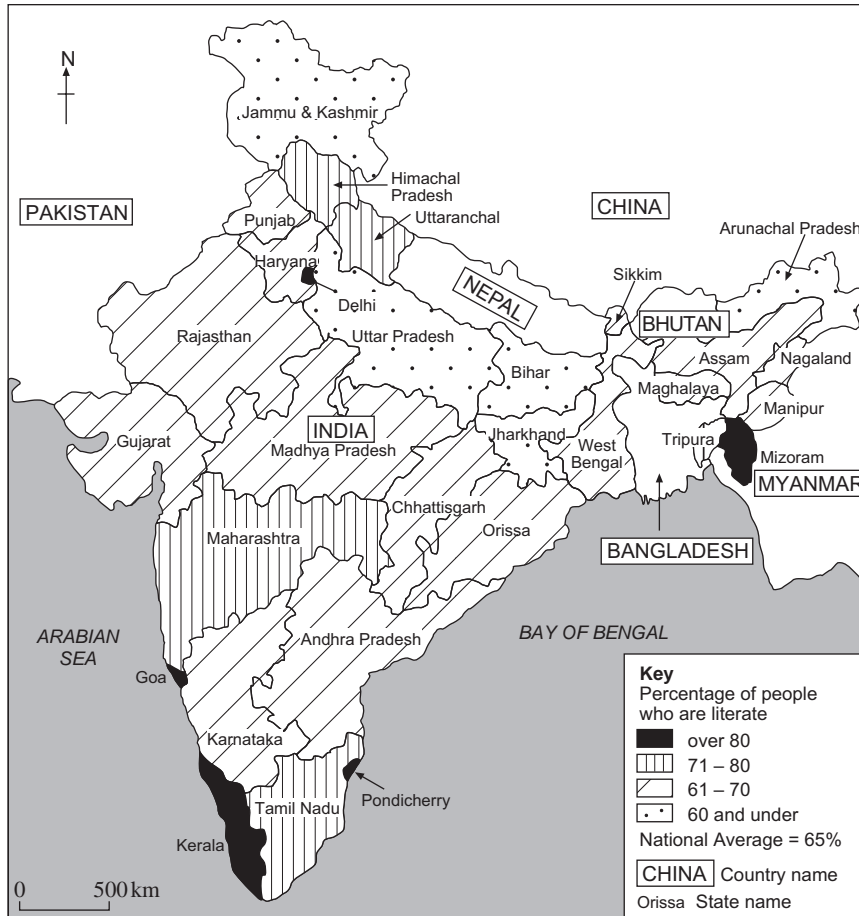 N
Jammu & Kashmir
Himachal
Pradesh
PAKISTAN
Punjab
Uttaranchal
CHINA
Arunachal Pradesh
Haryana
Delhi
NEPAL
Sikkim
BHUTAN
Rajasthan
Uttar Pradesh
Assam
Nagaland
Bihar
Maghalaya
Manipur
Gujarat
INDIA
Madhya Pradesh
Jharkhand
West
Bengal
Tripura
Mizoram
MYANMAR
Chhattisgarh
Orissa
Maharashtra
BANGLADESH
ARABIAN
SEA
Andhra Pradesh
BAY OF BENGAL
Goa
Karnataka
Pondicherry
Tamil Nadu
Kerala
0 500 km
Key
Percentage of people
who are literate
over 80
71 – 80
61 – 70
60 and under
National Average = 65%
CHINA Country name
Orissa State name